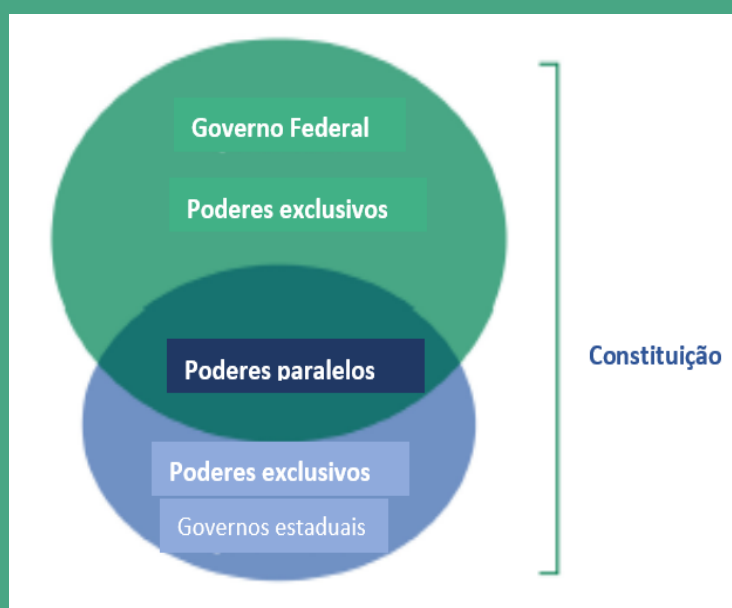 Governo Federal
Poderes exclusivos
Poderes paralelos
Constituição
Poderes exclusivos
Governos estaduais